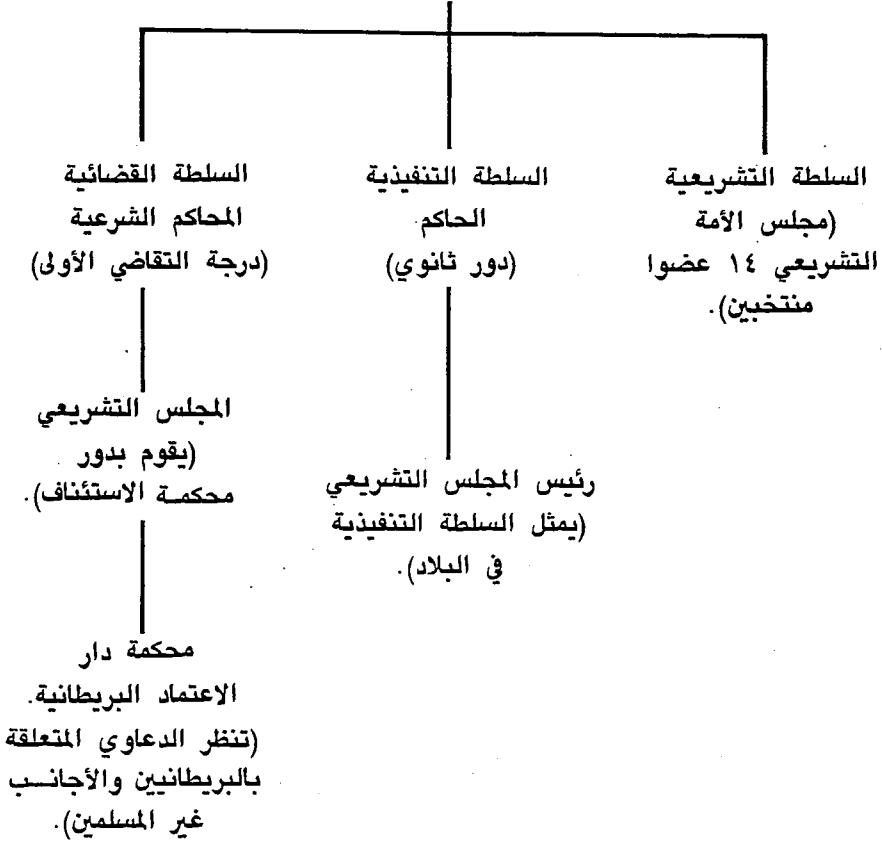 السلطة التشريعية
(مجلس الأمة
التشريعي ١٤ عضوا
منتخبين).
السلطة التنفيذية
الحاكم
(دور ثانوي)
رئيس المجلس التشريعي
(يمثل السلطة التنفيذية
في البلاد).
السلطة القضائية
المحاكم الشرعية
(درجة التقاضي الأولى)
المجلس التشريعي
(يقوم بدور
محكمة الاستئناف).
محكمة دار
الاعتماد البريطانية.
(تنظر الدعاوي المتعلقة
بالبريطانيين والأجانب
غير المسلمين).